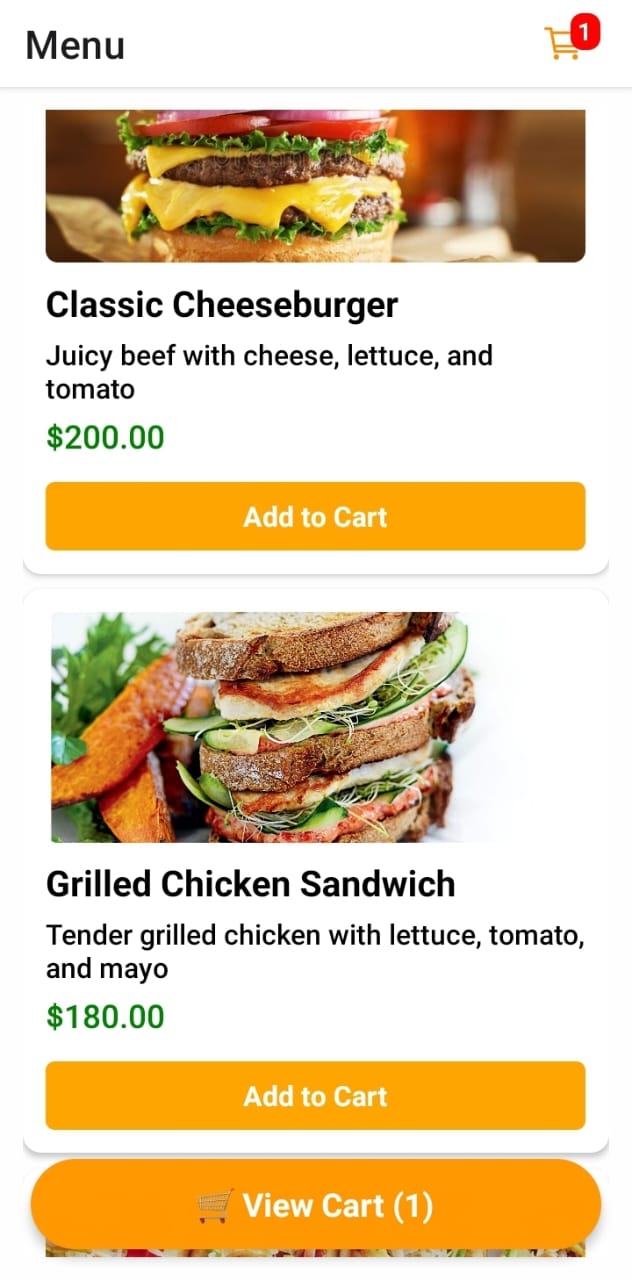 Menu
1
Classic Cheeseburger
Juicy beef with cheese, lettuce, and
tomato
$200.00
Add to Cart
Grilled Chicken Sandwich
Tender grilled chicken with lettuce, tomato,
and mayo
$180.00
Add to Cart
View Cart (1)